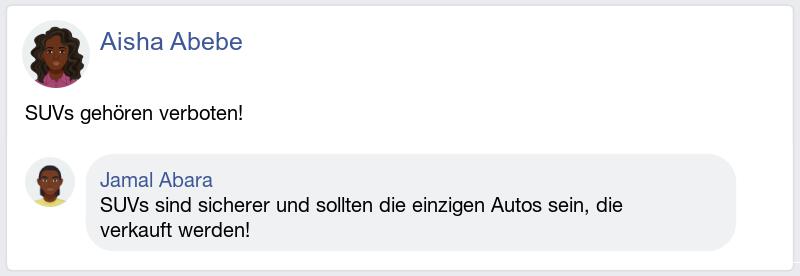 Aisha Abebe
SUVs gehören verboten!
Jamal Abara
SUVs sind sicherer und sollten die einzigen Autos sein, die
verkauft werden!